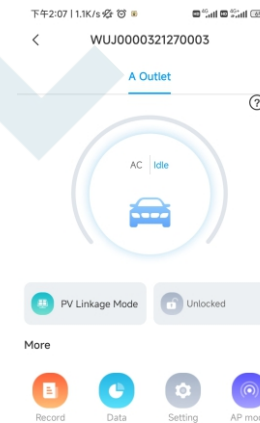 下午2:07 | 1.1K/s
WUJ0000321270003
A Outlet
?
AC | Idle
PV Linkage Mode
Unlocked
More
Record
Data
Setting
AP mod